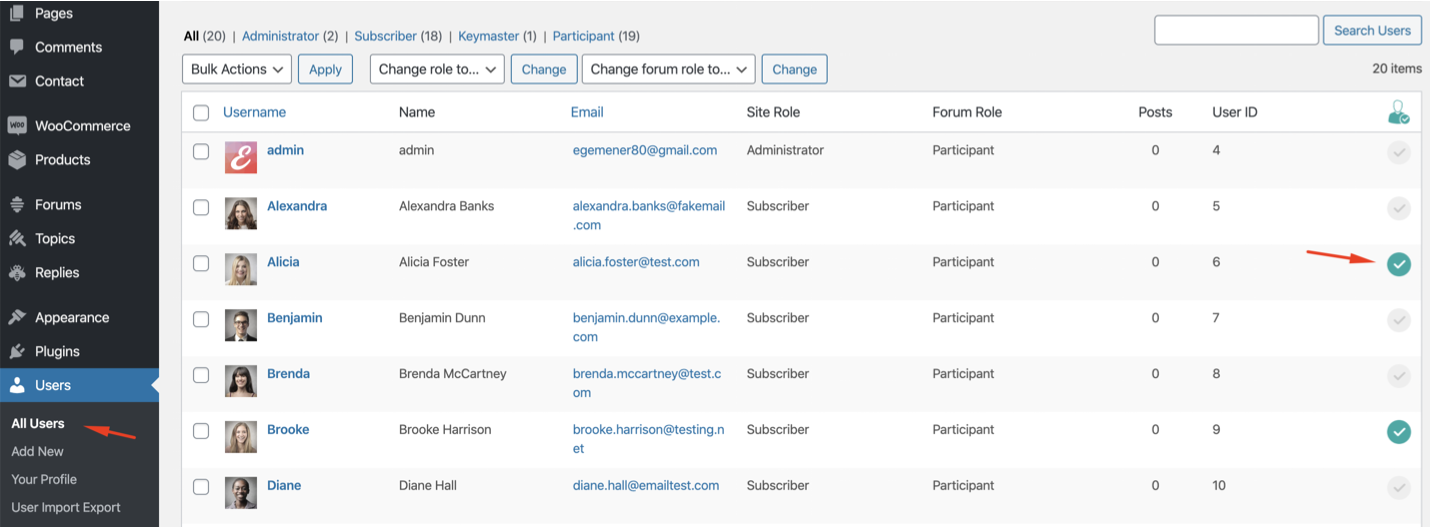 Pages
Comments
Contact
WooCommerce
Products
Forums
Topics
Replies
Appearance
Plugins
Users
All Users
Add New
Your Profile
User Import Export
All (20) | Administrator (2) | Subscriber (18) | Keymaster (1) | Participant (19)
Search Users
Bulk Actions Apply Change role to... Change Change forum role to... Change
20 items
Username Name Email Site Role Forum Role Posts User ID
admin admin egemener80@gmail.com Administrator Participant 0 4
Alexandra Alexandra Banks alexandra.banks@fakemail Subscriber Participant 0 5
.com
Alicia Alicia Foster alicia.foster@test.com Subscriber Participant 0 6
Benjamin Benjamin Dunn benjamin.dunn@example. Subscriber Participant 0 7
com
Brenda Brenda McCartney brenda.mccartney@test.c Subscriber Participant 0 8
om
Brooke Brooke Harrison brooke.harrison@testing.n Subscriber Participant 0 9
et
Diane Diane Hall diane.hall@emailtest.com Subscriber Participant 0 10